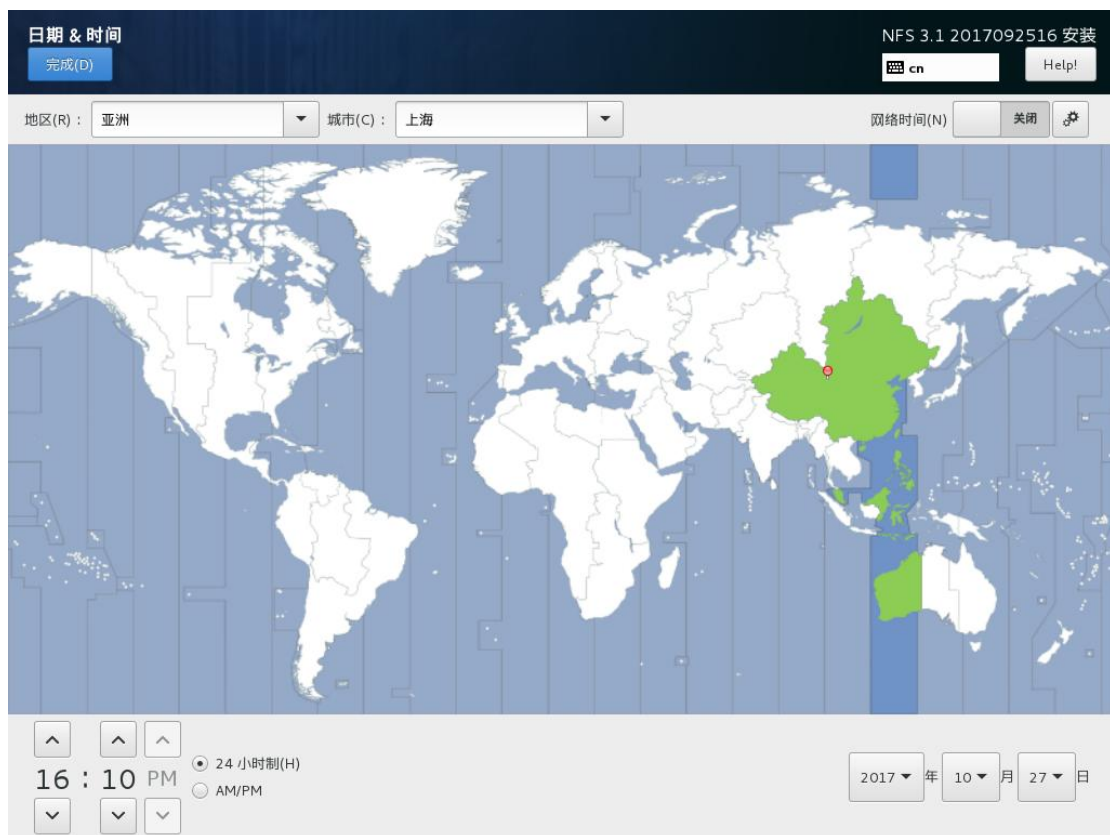 日期 & 时间
完成(D)
NFS 3.1 2017092516 安装
cn
Help!
地区(R) : 亚洲 城市(C) : 上海 网络时间(N) 关闭
16 : 10 PM
24 小时制(H)
AM/PM
2017 年 10 月 27 日